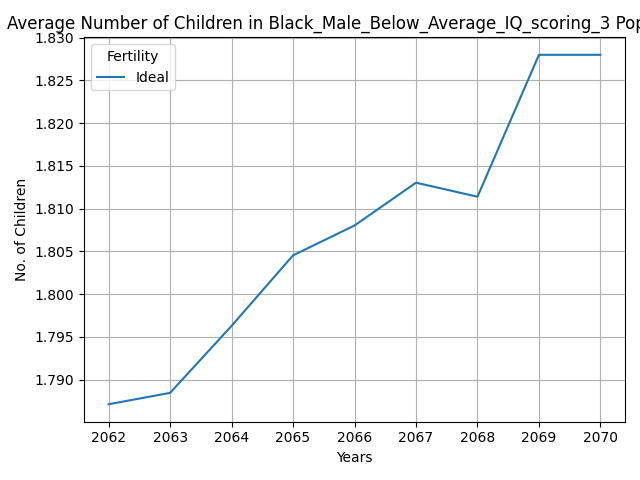 Average Number of Children in Black_Male_Below_Average_IQ_scoring_3 Pop
1.830
1.825
1.820
1.815
1.810
1.805
1.800
1.795
1.790
No. of Children
Fertility
Ideal
2062 2063 2064 2065 2066 2067 2068 2069 2070
Years